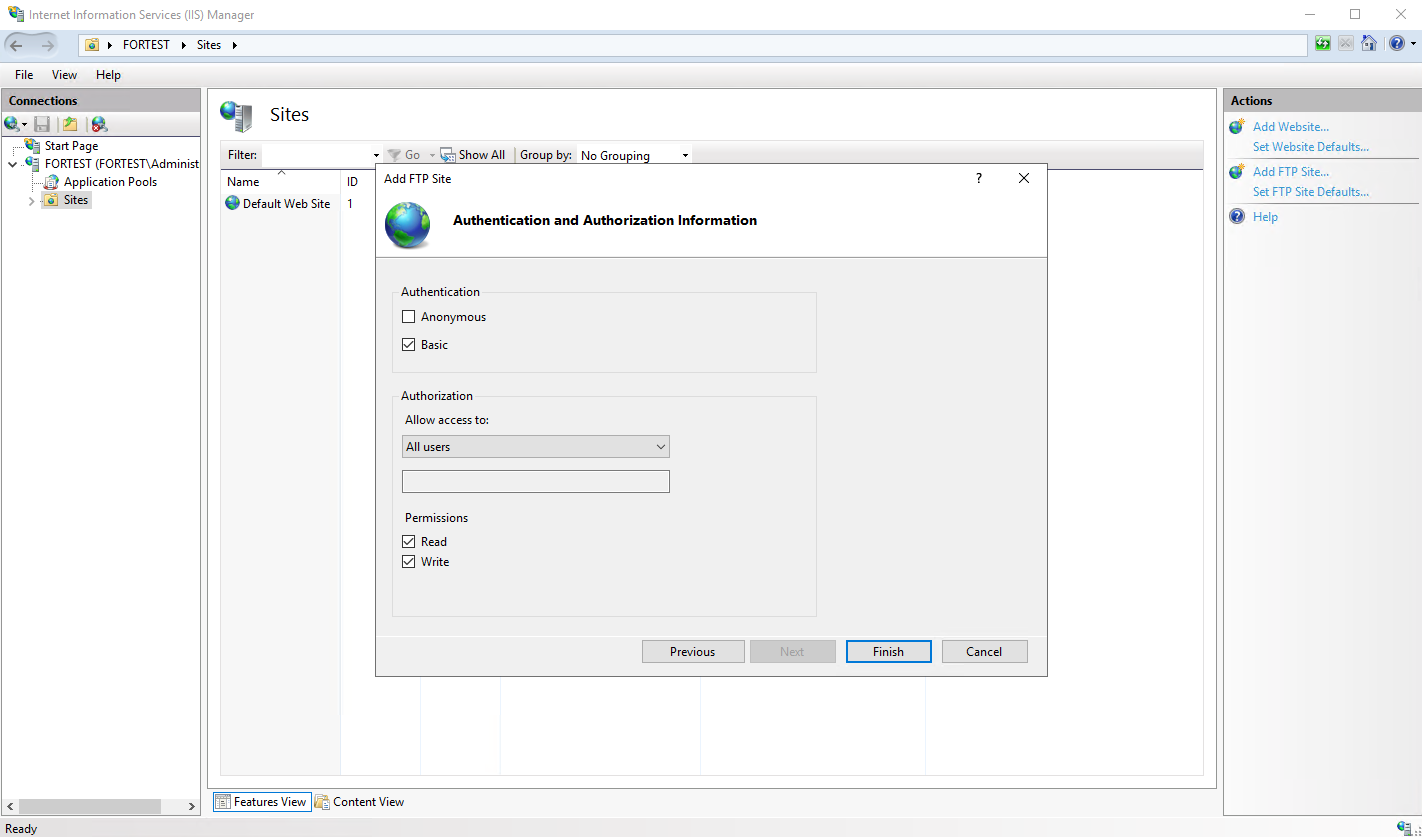 Internet Information Services (IIS) Manager
FORTEST Sites
File View Help
Connections
Start Page
FORTEST (FORTEST\Administ
Application Pools
Sites
Sites
Filter: Go Show All Group by: No Grouping
Name ID
Default Web Site 1
Add FTP Site ?
Authentication and Authorization Information
Authentication
Anonymous
Basic
Authorization
Allow access to:
All users
Permissions
Read
Write
Previous Next Finish Cancel
Features View Content View
Actions
Add Website...
Set Website Defaults...
Add FTP Site...
Set FTP Site Defaults...
Help
Ready